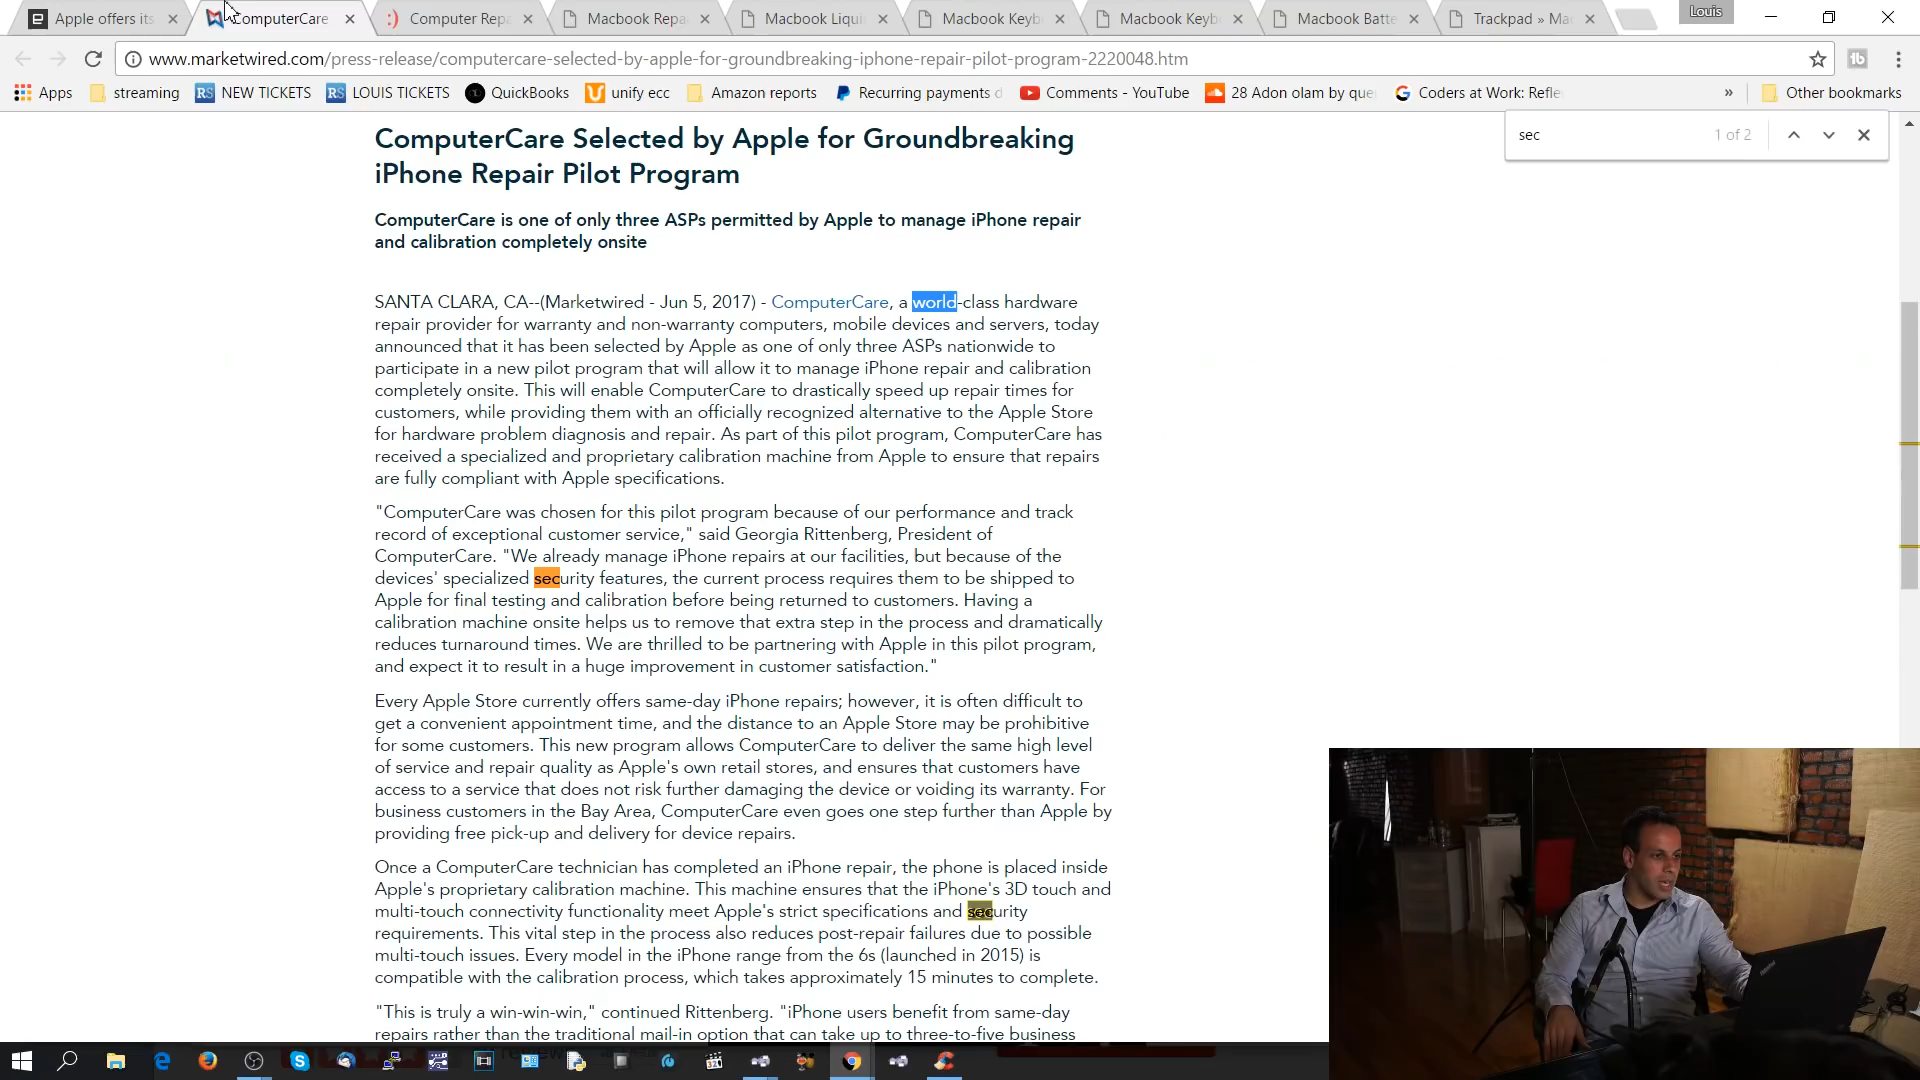 Apple offers its
ComputerCare
Computer Repa
Macbook Repa
Macbook Liqui
Macbook Keyb
Macbook Keyb
Macbook Batte
Trackpad » Mac
Louis
www.marketwired.com/press-release/computercare-selected-by-apple-for-groundbreaking-iphone-repair-pilot-program-2220048.htm
Apps
streaming
NEW TICKETS
LOUIS TICKETS
QuickBooks
unify ecc
Amazon reports
Recurring payments d
Comments - YouTube
28 Adon olam by que
Coders at Work: Refle
»
Other bookmarks
sec
1 of 2
ComputerCare Selected by Apple for Groundbreaking
iPhone Repair Pilot Program
ComputerCare is one of only three ASPs permitted by Apple to manage iPhone repair
and calibration completely onsite
SANTA CLARA, CA--(Marketwired - Jun 5, 2017) - ComputerCare, a world-class hardware
repair provider for warranty and non-warranty computers, mobile devices and servers, today
announced that it has been selected by Apple as one of only three ASPs nationwide to
participate in a new pilot program that will allow it to manage iPhone repair and calibration
completely onsite. This will enable ComputerCare to drastically speed up repair times for
customers, while providing them with an officially recognized alternative to the Apple Store
for hardware problem diagnosis and repair. As part of this pilot program, ComputerCare has
received a specialized and proprietary calibration machine from Apple to ensure that repairs
are fully compliant with Apple specifications.
"ComputerCare was chosen for this pilot program because of our performance and track
record of exceptional customer service," said Georgia Rittenberg, President of
ComputerCare. "We already manage iPhone repairs at our facilities, but because of the
devices' specialized security features, the current process requires them to be shipped to
Apple for final testing and calibration before being returned to customers. Having a
calibration machine onsite helps us to remove that extra step in the process and dramatically
reduces turnaround times. We are thrilled to be partnering with Apple in this pilot program,
and expect it to result in a huge improvement in customer satisfaction."
Every Apple Store currently offers same-day iPhone repairs; however, it is often difficult to
get a convenient appointment time, and the distance to an Apple Store may be prohibitive
for some customers. This new program allows ComputerCare to deliver the same high level
of service and repair quality as Apple's own retail stores, and ensures that customers have
access to a service that does not risk further damaging the device or voiding its warranty. For
business customers in the Bay Area, ComputerCare even goes one step further than Apple by
providing free pick-up and delivery for device repairs.
Once a ComputerCare technician has completed an iPhone repair, the phone is placed inside
Apple's proprietary calibration machine. This machine ensures that the iPhone's 3D touch and
multi-touch connectivity functionality meet Apple's strict specifications and security
requirements. This vital step in the process also reduces post-repair failures due to possible
multi-touch issues. Every model in the iPhone range from the 6s (launched in 2015) is
compatible with the calibration process, which takes approximately 15 minutes to complete.
"This is truly a win-win-win," continued Rittenberg. "iPhone users benefit from same-day
repairs rather than the traditional mail-in option that can take up to three-to-five business